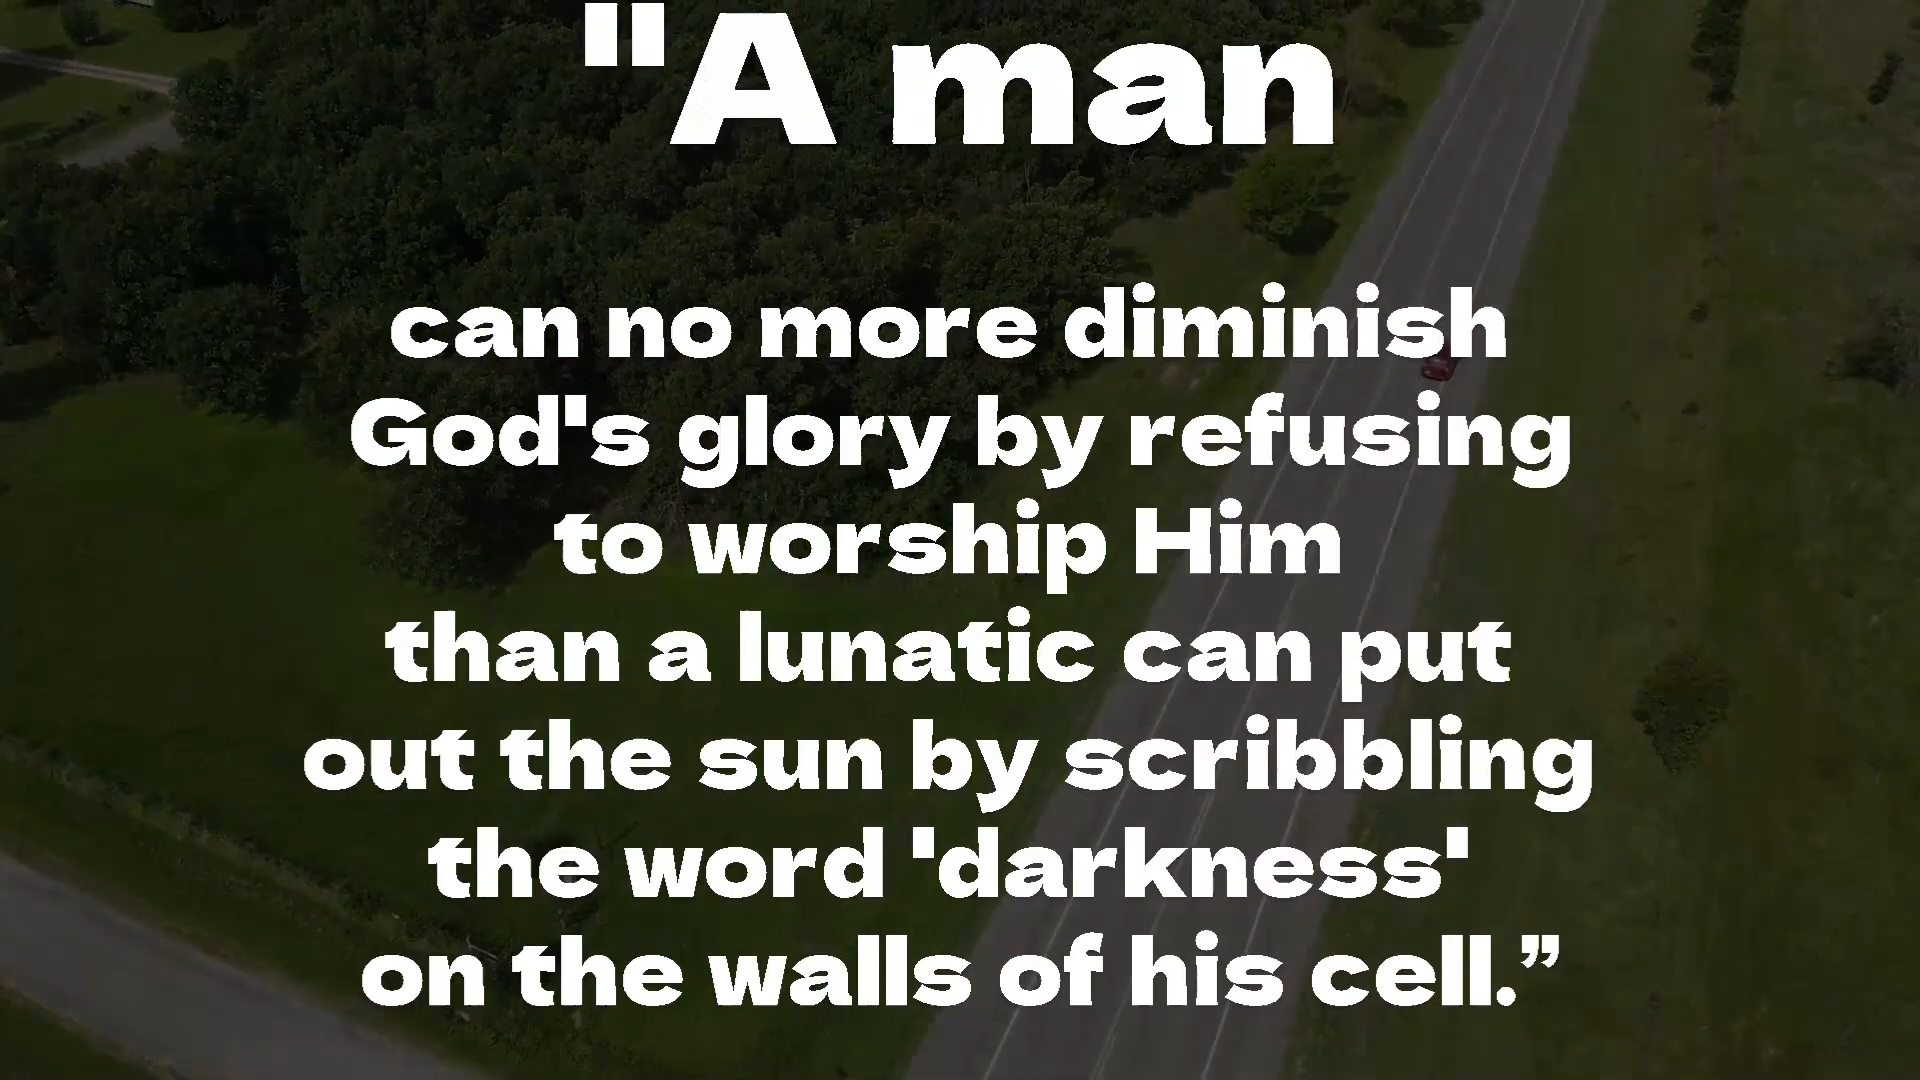 "A man
can no more diminish
God's glory by refusing
to worship Him
than a lunatic can put
out the sun by scribbling
the word 'darkness'
on the walls of his cell.”